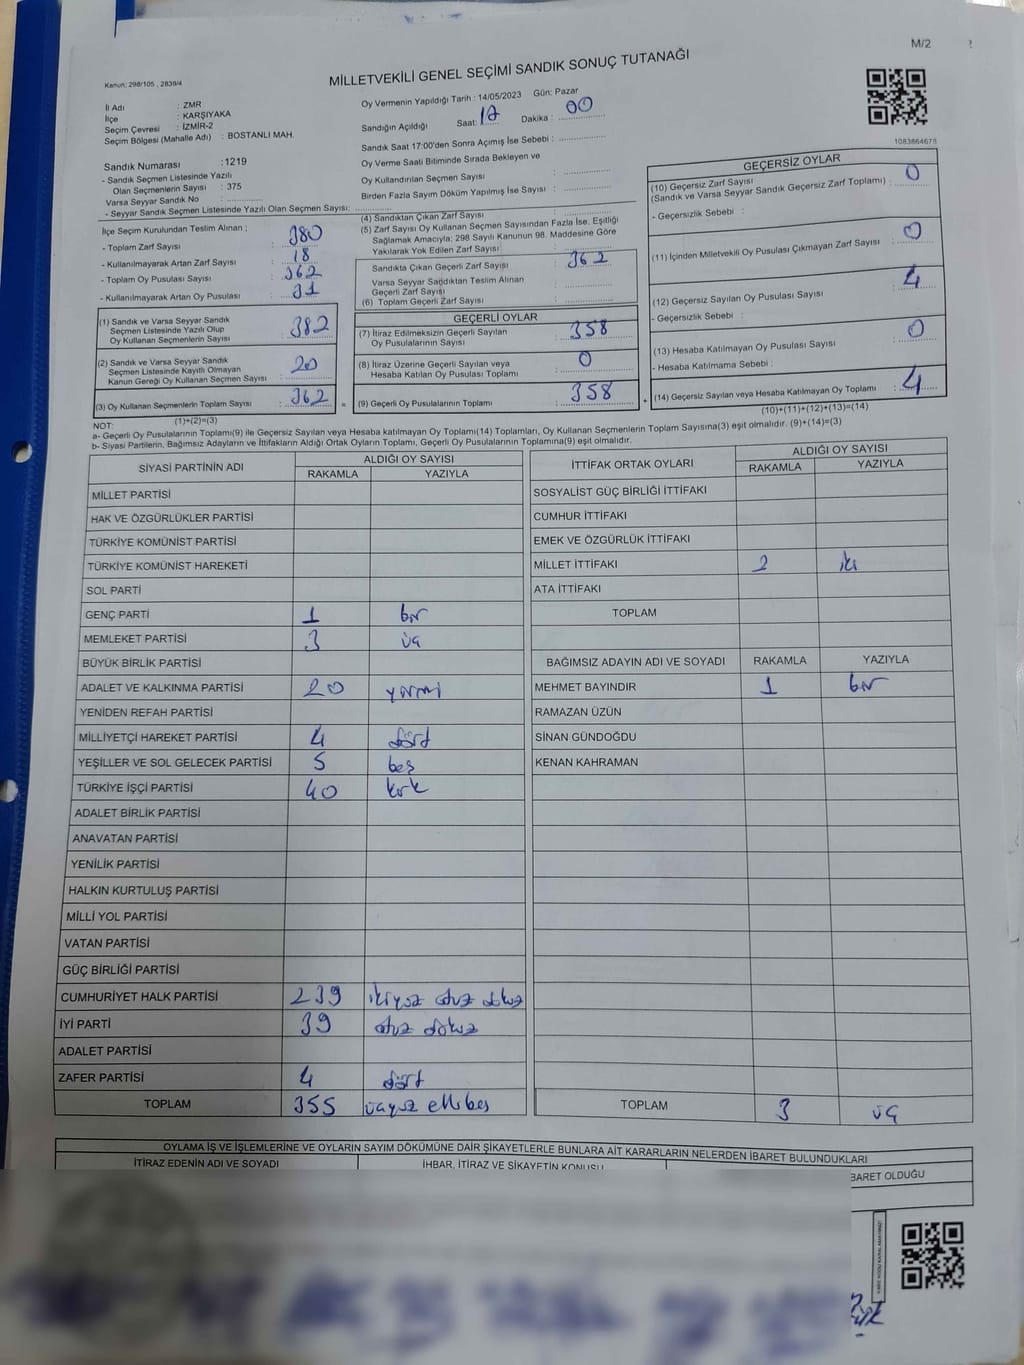 M/2
MİLLETVEKİLİ GENEL SEÇİMİ SANDIK SONUÇ TUTANAĞI
Kanun: 298/105 , 2839/4
İl Adı : ZMR
İlçe : KARŞIYAKA
Seçim Çevresi : İZMİR-2
Seçim Bölgesi (Mahalle Adı) : BOSTANLI MAH.
Sandık Numarası : 1219
- Sandık Seçmen Listesinde Yazılı
Olan Seçmenlerin Sayısı : 375
Varsa Seyyar Sandık No :
- Seyyar Sandık Seçmen Listesinde Yazılı Olan Seçmen Sayısı:
Oy Vermenin Yapıldığı Tarih : 14/05/2023 Gün: Pazar
Sandığın Açıldığı Saat: 17 Dakika : 00
Sandık Saat 17:00'den Sonra Açımış İse Sebebi :
Oy Verme Saati Bitiminde Sırada Bekleyen ve
Oy Kullandırılan Seçmen Sayısı :
Birden Fazla Sayım Döküm Yapılmış İse Sayısı :
1083864678
İlçe Seçim Kurulundan Teslim Alınan ;
- Toplam Zarf Sayısı : 380
- Kullanılmayarak Artan Zarf Sayısı : 18
- Toplam Oy Pusulası Sayısı : 362
- Kullanılmayarak Artan Oy Pusulası : 31
(1) Sandık ve Varsa Seyyar Sandık
Seçmen Listesinde Yazılı Olup
Oy Kullanan Seçmenlerin Sayısı : 382
(2) Sandık ve Varsa Seyyar Sandık
Seçmen Listesinde Kayıtlı Olmayan
Kanun Gereği Oy Kullanan Seçmen Sayısı : 20
(3) Oy Kullanan Seçmenlerin Toplam Sayısı : 362
(1)+(2)=(3)
(4) Sandıktan Çıkan Zarf Sayısı :
(5) Zarf Sayısı Oy Kullanan Seçmen Sayısından Fazla İse, Eşitliği
Sağlamak Amacıyla; 298 Sayılı Kanunun 98. Maddesine Göre
Yakılarak Yok Edilen Zarf Sayısı :
Sandıkta Çıkan Geçerli Zarf Sayısı : 362
Varsa Seyyar Sandıktan Teslim Alınan
Geçerli Zarf Sayısı :
(6) Toplam Geçerli Zarf Sayısı :
GEÇERLİ OYLAR
(7) İtiraz Edilmeksizin Geçerli Sayılan
Oy Pusulalarının Sayısı : 358
(8) İtiraz Üzerine Geçerli Sayılan veya
Hesaba Katılan Oy Pusulası Toplamı : 0
= (9) Geçerli Oy Pusulalarının Toplamı : 358
GEÇERSİZ OYLAR
(10) Geçersiz Zarf Sayısı
(Sandık ve Varsa Seyyar Sandık Geçersiz Zarf Toplamı) : 0
- Geçersizlik Sebebi :
(11) İçinden Milletvekili Oy Pusulası Çıkmayan Zarf Sayısı : 0
(12) Geçersiz Sayılan Oy Pusulası Sayısı : 4
- Geçersizlik Sebebi :
(13) Hesaba Katılmayan Oy Pusulası Sayısı : 0
- Hesaba Katılmama Sebebi :
+ (14) Geçersiz Sayılan veya Hesaba Katılmayan Oy Toplamı : 4
(10)+(11)+(12)+(13)=(14)
NOT:
a- Geçerli Oy Pusulalarının Toplamı(9) ile Geçersiz Sayılan veya Hesaba katılmayan Oy Toplamı(14) Toplamları, Oy Kullanan Seçmenlerin Toplam Sayısına(3) eşit olmalıdır. (9)+(14)=(3)
b- Siyasi Partilerin, Bağımsız Adayların ve İttifakların Aldığı Ortak Oyların Toplamı, Geçerli Oy Pusulalarının Toplamına(9) eşit olmalıdır.
SİYASİ PARTİNİN ADI ALDIĞI OY SAYISI
RAKAMLA YAZIYLA
MİLLET PARTİSİ
HAK VE ÖZGÜRLÜKLER PARTİSİ
TÜRKİYE KOMÜNİST PARTİSİ
TÜRKİYE KOMÜNİST HAREKETİ
SOL PARTİ
GENÇ PARTİ 1 bir
MEMLEKET PARTİSİ 3 üç
BÜYÜK BİRLİK PARTİSİ
ADALET VE KALKINMA PARTİSİ 20 yirmi
YENİDEN REFAH PARTİSİ
MİLLİYETÇİ HAREKET PARTİSİ 4 dört
YEŞİLLER VE SOL GELECEK PARTİSİ 5 beş
TÜRKİYE İŞÇİ PARTİSİ 40 kırk
ADALET BİRLİK PARTİSİ
ANAVATAN PARTİSİ
YENİLİK PARTİSİ
HALKIN KURTULUŞ PARTİSİ
MİLLİ YOL PARTİSİ
VATAN PARTİSİ
GÜÇ BİRLİĞİ PARTİSİ
CUMHURİYET HALK PARTİSİ 239 ikiyüz otuz dokuz
İYİ PARTİ 39 otuz dokuz
ADALET PARTİSİ
ZAFER PARTİSİ 4 dört
TOPLAM 355 üçyüz elli beş
İTTİFAK ORTAK OYLARI ALDIĞI OY SAYISI
RAKAMLA YAZIYLA
SOSYALİST GÜÇ BİRLİĞİ İTTİFAKI
CUMHUR İTTİFAKI
EMEK VE ÖZGÜRLÜK İTTİFAKI
MİLLET İTTİFAKI 2 iki
ATA İTTİFAKI
TOPLAM
BAĞIMSIZ ADAYIN ADI VE SOYADI RAKAMLA YAZIYLA
MEHMET BAYINDIR 1 bir
RAMAZAN ÜZÜN
SİNAN GÜNDOĞDU
KENAN KAHRAMAN
TOPLAM 3 üç
OYLAMA İŞ VE İŞLEMLERİNE VE OYLARIN SAYIM DÖKÜMÜNE DAİR ŞİKAYETLERLE BUNLARA AİT KARARLARIN NELERDEN İBARET BULUNDUKLARI
İTİRAZ EDENİN ADI VE SOYADI İHBAR, İTİRAZ VE ŞİKAYETİN KONUSU
BARET OLDUĞU